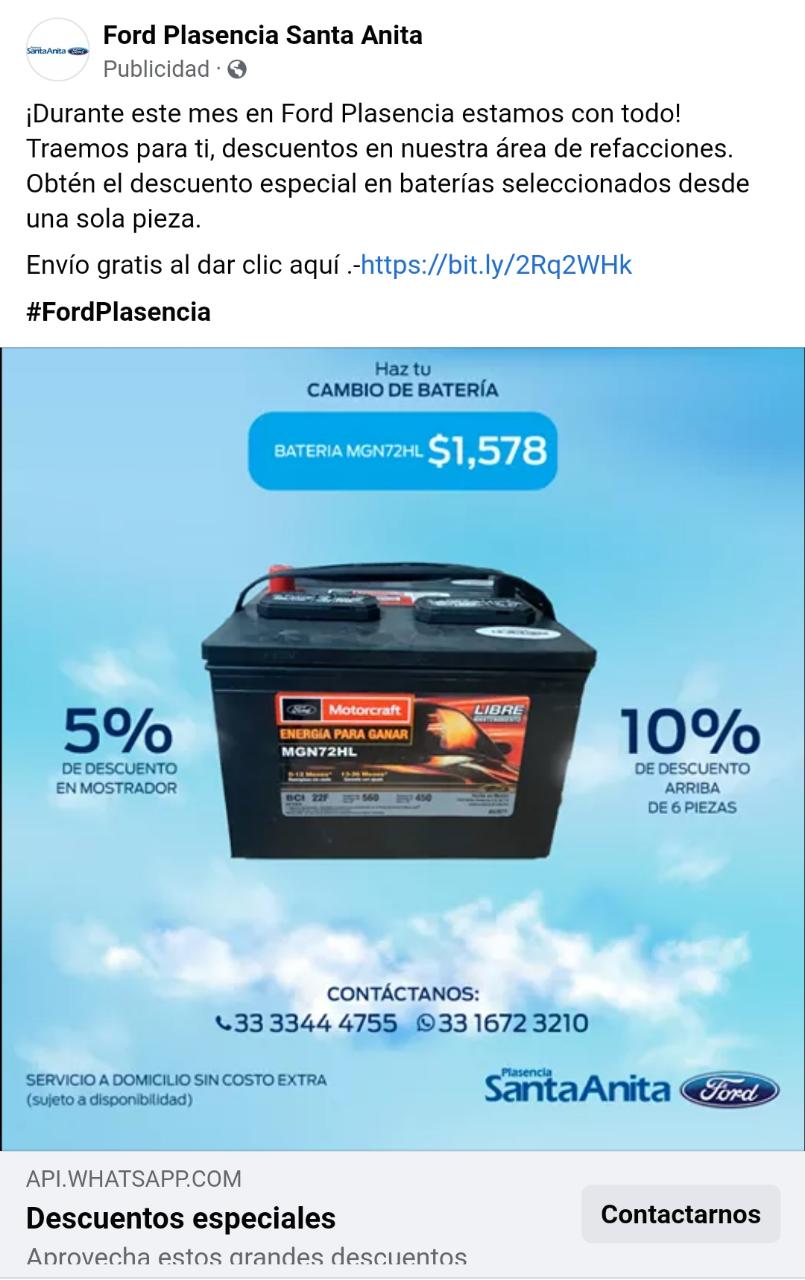 Ford Plasencia Santa Anita
Publicidad ·
¡Durante este mes en Ford Plasencia estamos con todo!
Traemos para ti, descuentos en nuestra área de refacciones.
Obtén el descuento especial en baterías seleccionados desde
una sola pieza.
Envío gratis al dar clic aquí .-https://bit.ly/2Rq2WHk
#FordPlasencia
Haz tu
CAMBIO DE BATERÍA
BATERIA MGN72HL $1,578
Ford Motorcraft
LIBRE
MANTENIMIENTO
ENERGÍA PARA GANAR
MGN72HL
BCI 22F 560 450
5%
DE DESCUENTO
EN MOSTRADOR
10%
DE DESCUENTO
ARRIBA
DE 6 PIEZAS
CONTÁCTANOS:
33 3344 4755 33 1672 3210
SERVICIO A DOMICILIO SIN COSTO EXTRA
(sujeto a disponibilidad)
Plasencia
SantaAnita Ford
API.WHATSAPP.COM
Descuentos especiales
Contactarnos
Aprovecha estos grandes descuentos